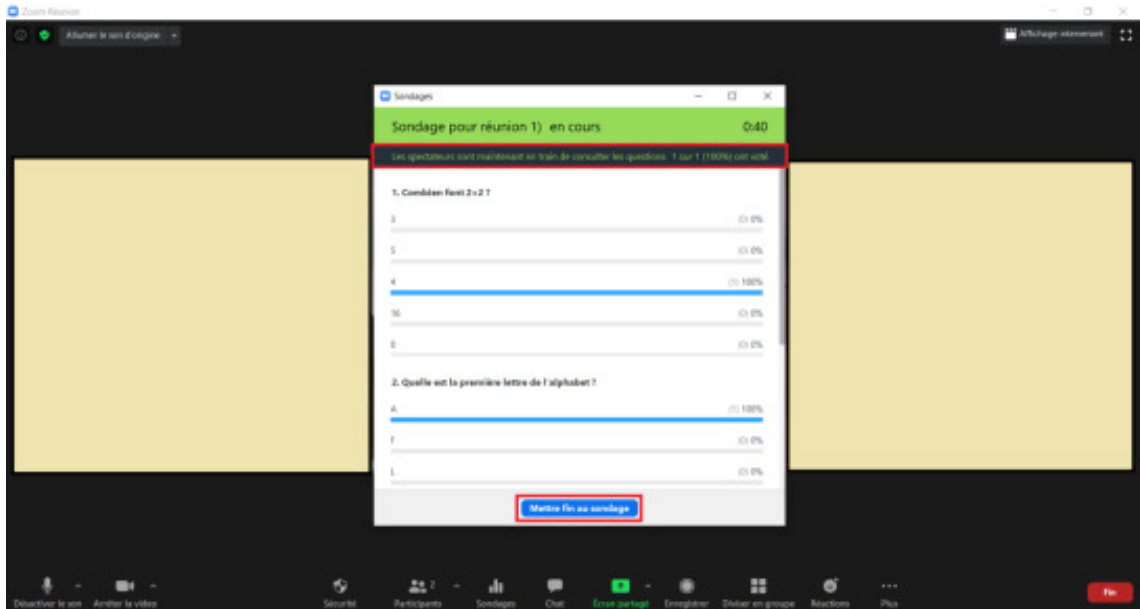 Zoom Réunion
Allumer le son d'origine
Affichage intervenant
Sondages
Sondage pour réunion 1) en cours 0:40
Les spectateurs sont maintenant en train de consulter les questions 1 sur 1 (100%) ont voté
1. Combien font 2+2 ?
3 (0) 0%
5 (0) 0%
4 (1) 100%
16 (0) 0%
(0) 0%
2. Quelle est la première lettre de l'alphabet ?
A (1) 100%
(0) 0%
L (0) 0%
Mettre fin au sondage
2
Désactiver le son Arrêter la vidéo Sécurité Participants Sondages Chat Écran partagé Enregistrer Diviser en groupe Réactions Plus Fin